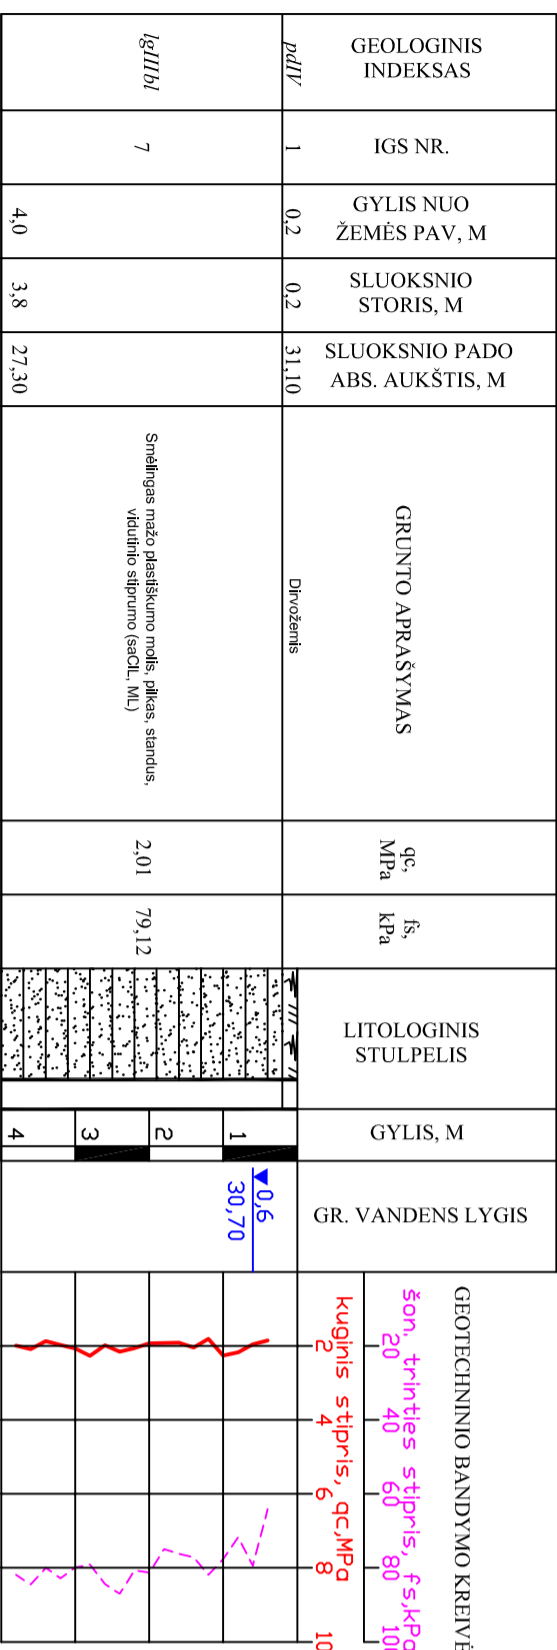 GEOLOGINIS
INDEKSAS
IGS NR.
GYLIS NUO
ŽEMĖS PAV, M
SLUOKSNIO
STORIS, M
SLUOKSNIO PADO
ABS. AUKŠTIS, M
GRUNTO APRAŠYMAS
qc,
MPa
fs,
kPa
LITOLOGINIS
STULPELIS
GYLIS, M
GR. VANDENS LYGIS
GEOTECHNINIO BANDYMO KREIVĖ
šon. trinties stipris, fs,kPa
20 40 60 80 100
kūginis stipris, qc,MPa
2 4 6 8 10
pdIV
1
0,2
0,2
31,10
Dirvožemis
lgIIIbl
7
4,0
3,8
27,30
Smėlingas mažo plastiškumo molis, pilkas, standus,
vidutinio stiprumo (saClL, ML)
2,01
79,12
1
2
3
4
0,6
30,70